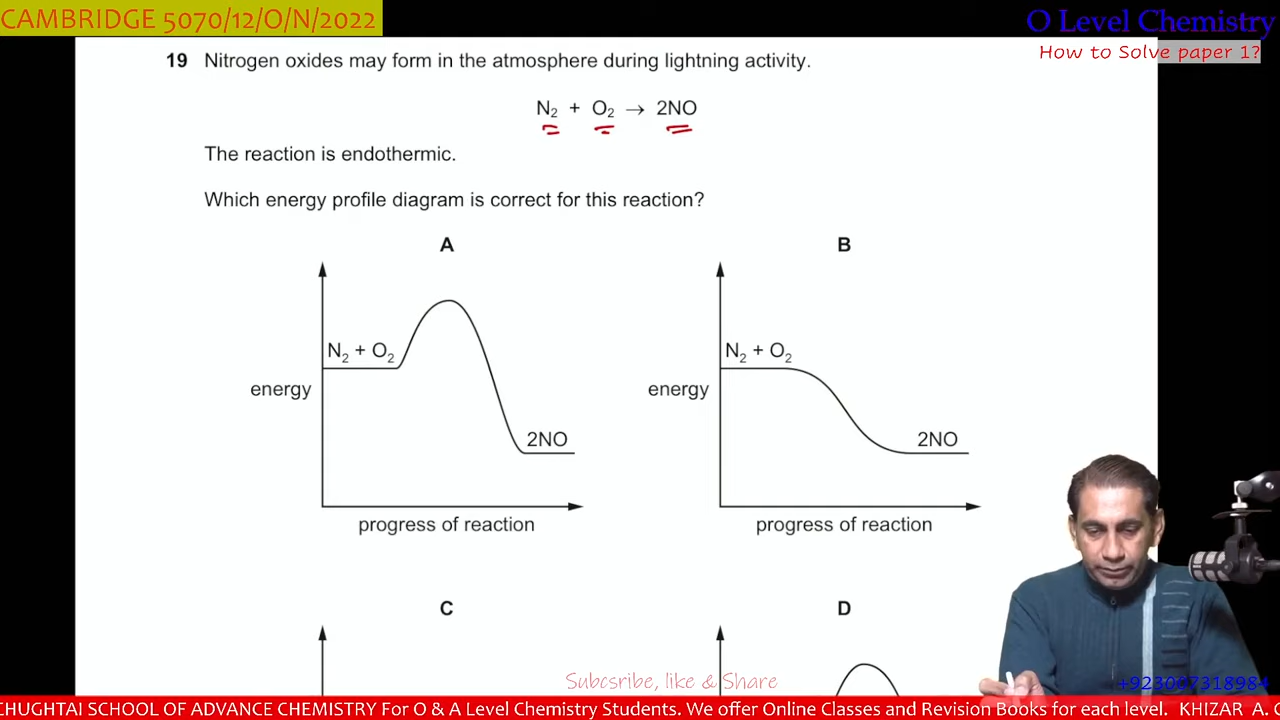 CAMBRIDGE 5070/12/O/N/2022
O Level Chemistry
How to Solve paper 1?
19 Nitrogen oxides may form in the atmosphere during lightning activity.
N₂ + O₂ → 2NO
The reaction is endothermic.
Which energy profile diagram is correct for this reaction?
A
B
N₂ + O₂
N₂ + O₂
energy
energy
2NO
2NO
progress of reaction
progress of reaction
C
D
Subcsribe, like & Share
+923007318984
CHUGHTAI SCHOOL OF ADVANCE CHEMISTRY For O & A Level Chemistry Students. We offer Online Classes and Revision Books for each level. KHIZAR A.